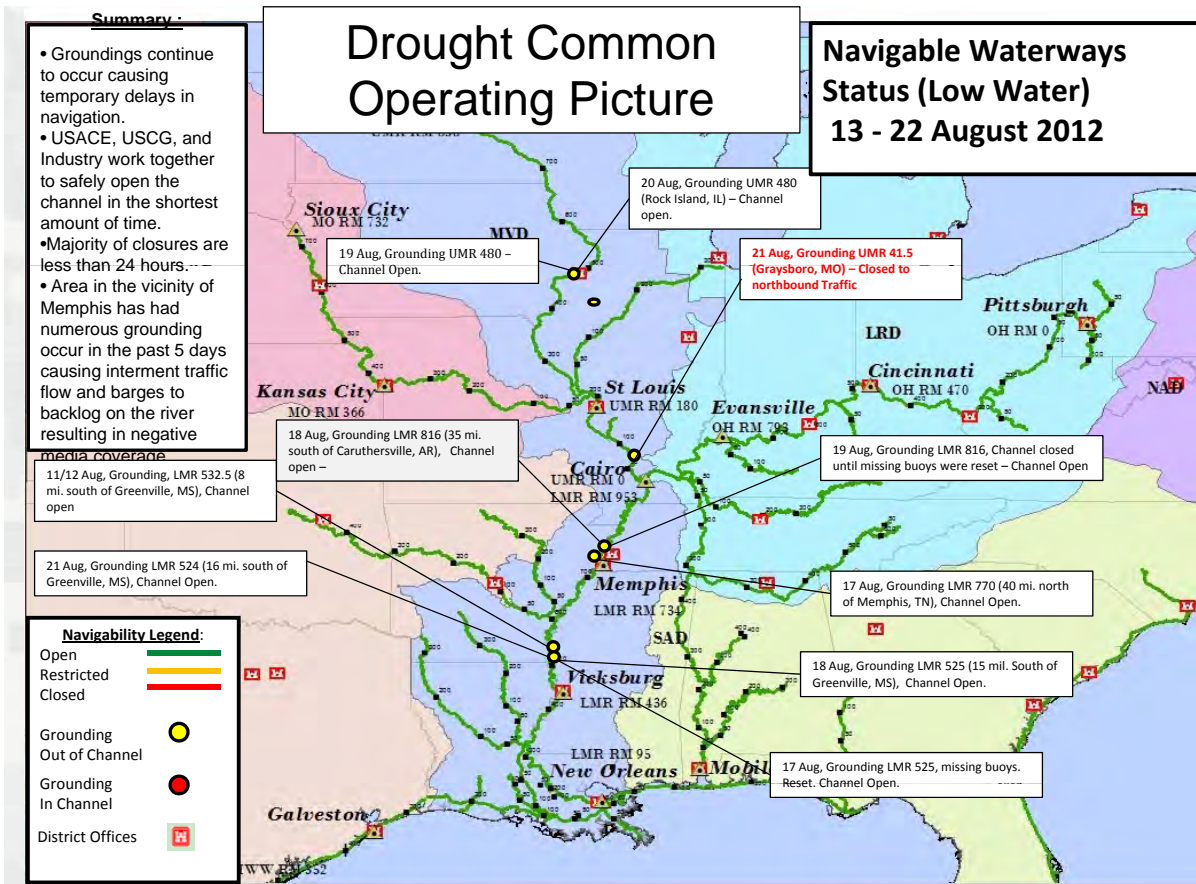 Summary :
• Groundings continue
to occur causing
temporary delays in
navigation.
• USACE, USCG, and
Industry work together
to safely open the
channel in the shortest
amount of time.
•Majority of closures are
less than 24 hours.
• Area in the vicinity of
Memphis has had
numerous grounding
occur in the past 5 days
causing interment traffic
flow and barges to
backlog on the river
resulting in negative
media coverage
Drought Common
Operating Picture
Navigable Waterways
Status (Low Water)
13 - 22 August 2012
20 Aug, Grounding UMR 480
(Rock Island, IL) – Channel
open.
19 Aug, Grounding UMR 480 –
Channel Open.
21 Aug, Grounding UMR 41.5
(Graysboro, MO) – Closed to
northbound Traffic
Sioux City
MO RM 732
MVD
Pittsburgh
OH RM 0
LRD
Cincinnati
OH RM 470
NAD
Kansas City
MO RM 366
St Louis
UMR RM 180
Evansville
OH RM 793
18 Aug, Grounding LMR 816 (35 mi.
south of Caruthersville, AR), Channel
open –
19 Aug, Grounding LMR 816, Channel closed
until missing buoys were reset – Channel Open
Cairo
UMR RM 0
LMR RM 953
11/12 Aug, Grounding, LMR 532.5 (8
mi. south of Greenville, MS), Channel
open
21 Aug, Grounding LMR 524 (16 mi. south of
Greenville, MS), Channel Open.
Memphis
LMR RM 734
17 Aug, Grounding LMR 770 (40 mi. north
of Memphis, TN), Channel Open.
SAD
18 Aug, Grounding LMR 525 (15 mil. South of
Greenville, MS), Channel Open.
Vicksburg
LMR RM 436
17 Aug, Grounding LMR 525, missing buoys.
Reset. Channel Open.
LMR RM 95
New Orleans
Mobil
Galveston
RM 352
Navigability Legend:
Open
Restricted
Closed
Grounding
Out of Channel
Grounding
In Channel
District Offices